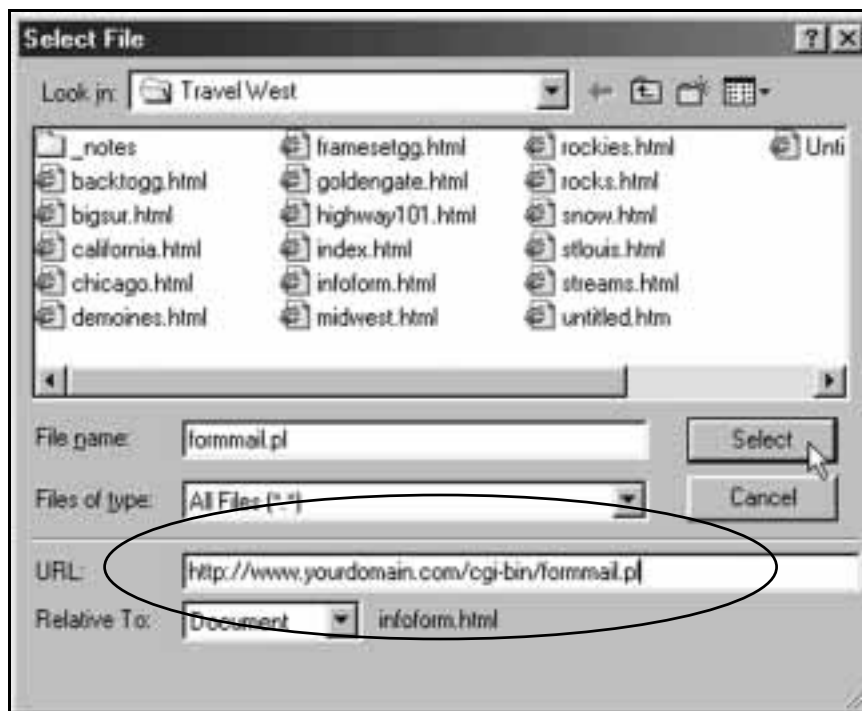 Select File
Look in: Travel West
_notes framesetgg.html rockies.html Unti
backtogg.html goldengate.html rocks.html
bigsur.html highway101.html snow.html
california.html index.html stlouis.html
chicago.html infoform.html streams.html
demoines.html midwest.html untitled.htm
File name: formmail.pl Select
Files of type: All Files (*.*) Cancel
URL: http://www.yourdomain.com/cgi-bin/formmail.pl
Relative To: Document infoform.html